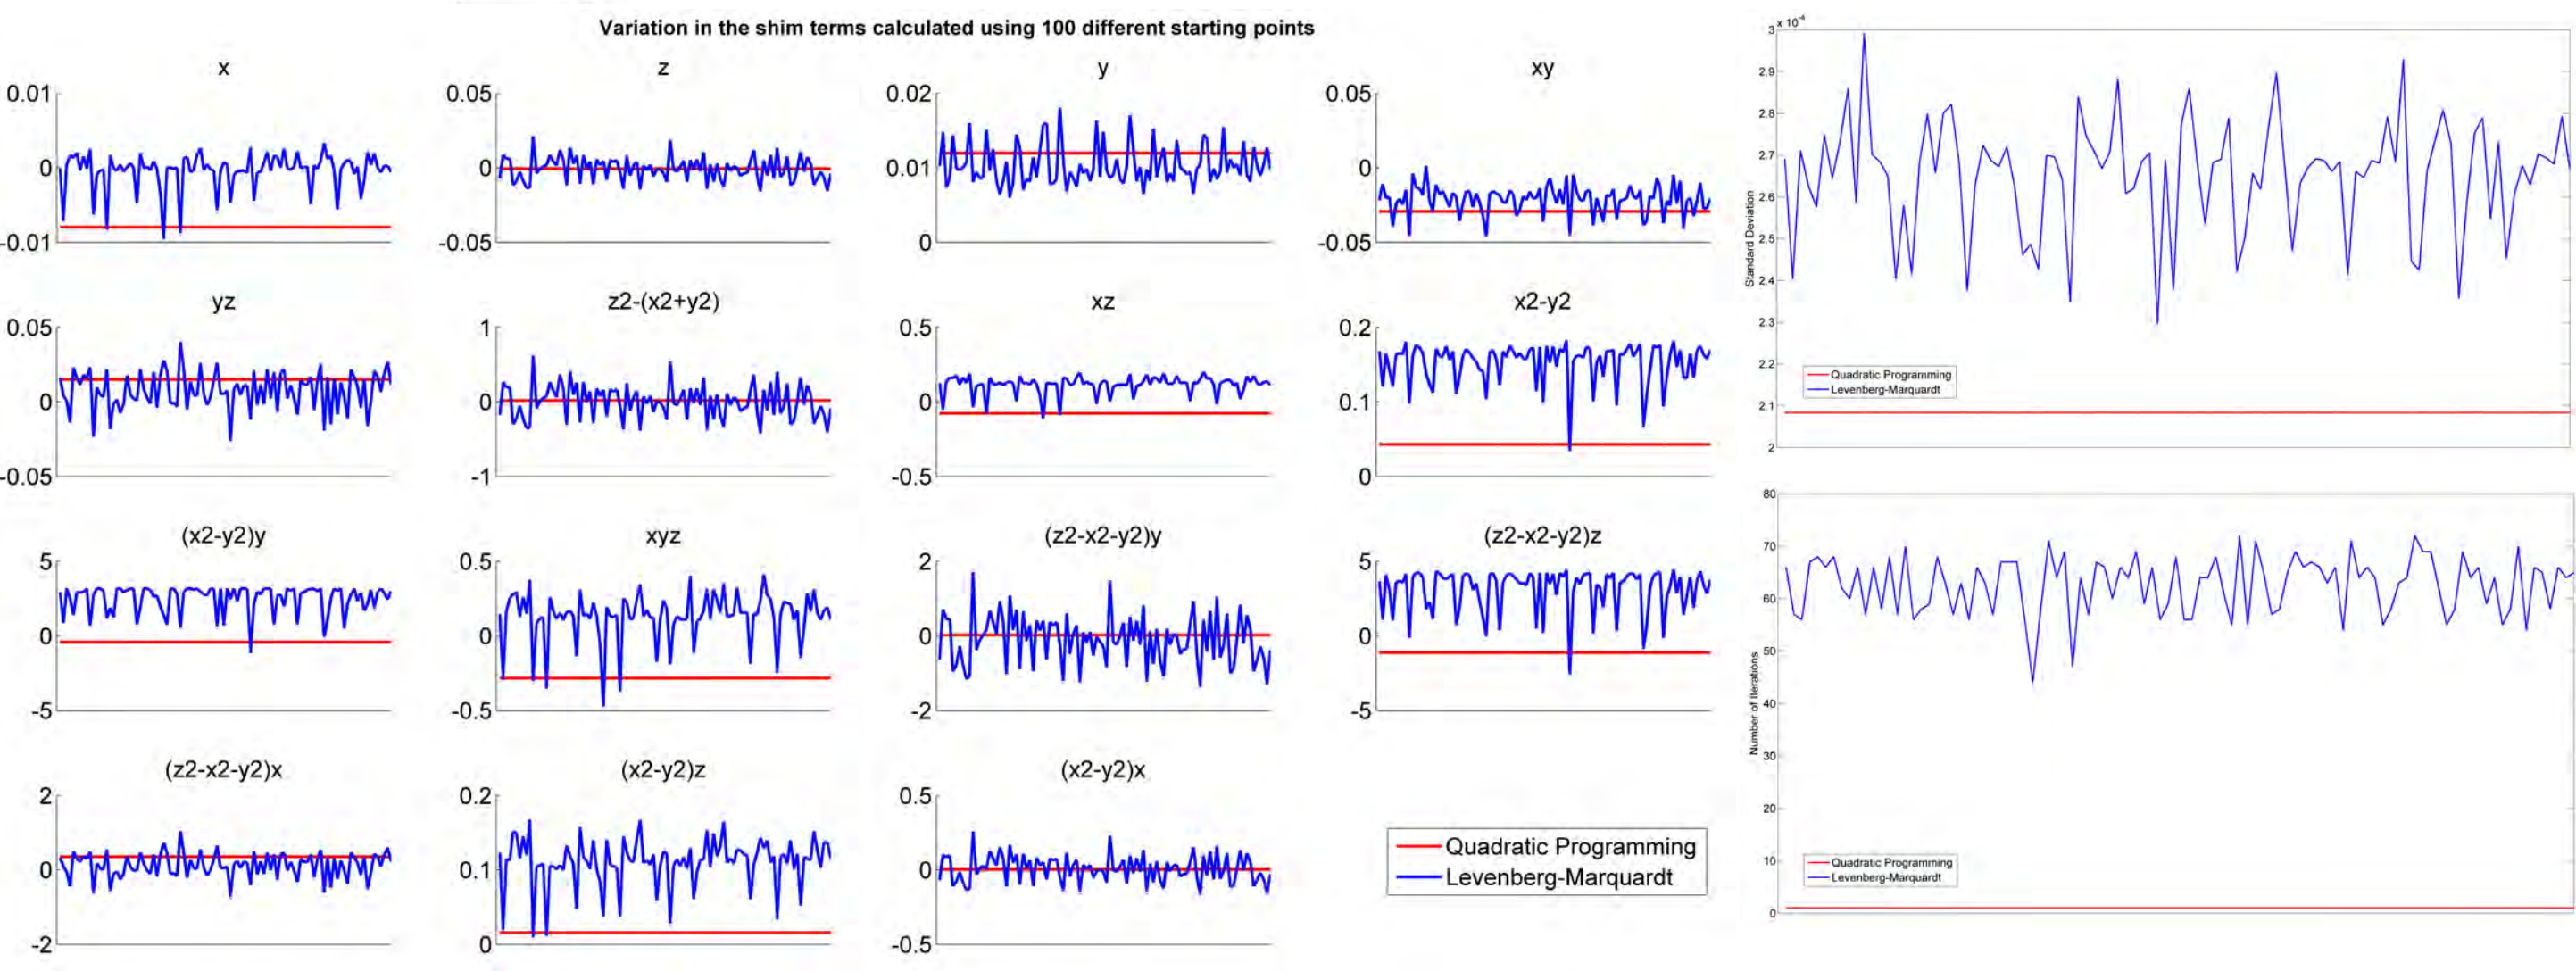 Variation in the shim terms calculated using 100 different starting points
x
0.01
0
-0.01
z
0.05
0
-0.05
y
0.02
0.01
0
xy
0.05
0
-0.05
yz
0.05
0
-0.05
z2-(x2+y2)
1
0
-1
xz
0.5
0
-0.5
x2-y2
0.2
0.1
0
(x2-y2)y
5
0
-5
xyz
0.5
0
-0.5
(z2-x2-y2)y
2
0
-2
(z2-x2-y2)z
5
0
-5
(z2-x2-y2)x
2
0
-2
(x2-y2)z
0.2
0.1
0
(x2-y2)x
0.5
0
-0.5
Quadratic Programming
Levenberg-Marquardt
x 10-4
3
2.9
2.8
2.7
2.6
2.5
2.4
2.3
2.2
2.1
2
Standard Deviation
Quadratic Programming
Levenberg-Marquardt
80
70
60
50
40
30
20
10
0
Number of Iterations
Quadratic Programming
Levenberg-Marquardt